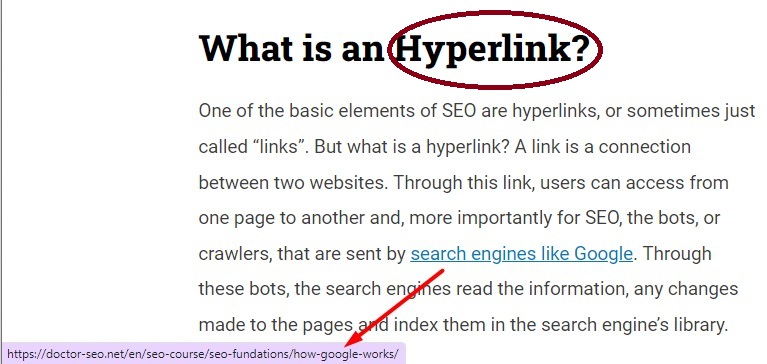 What is an Hyperlink?
One of the basic elements of SEO are hyperlinks, or sometimes just
called “links”. But what is a hyperlink? A link is a connection
between two websites. Through this link, users can access from
one page to another and, more importantly for SEO, the bots, or
crawlers, that are sent by search engines like Google. Through
these bots, the search engines read the information, any changes
made to the pages and index them in the search engine’s library.
https://doctor-seo.net/en/seo-course/seo-fundations/how-google-works/